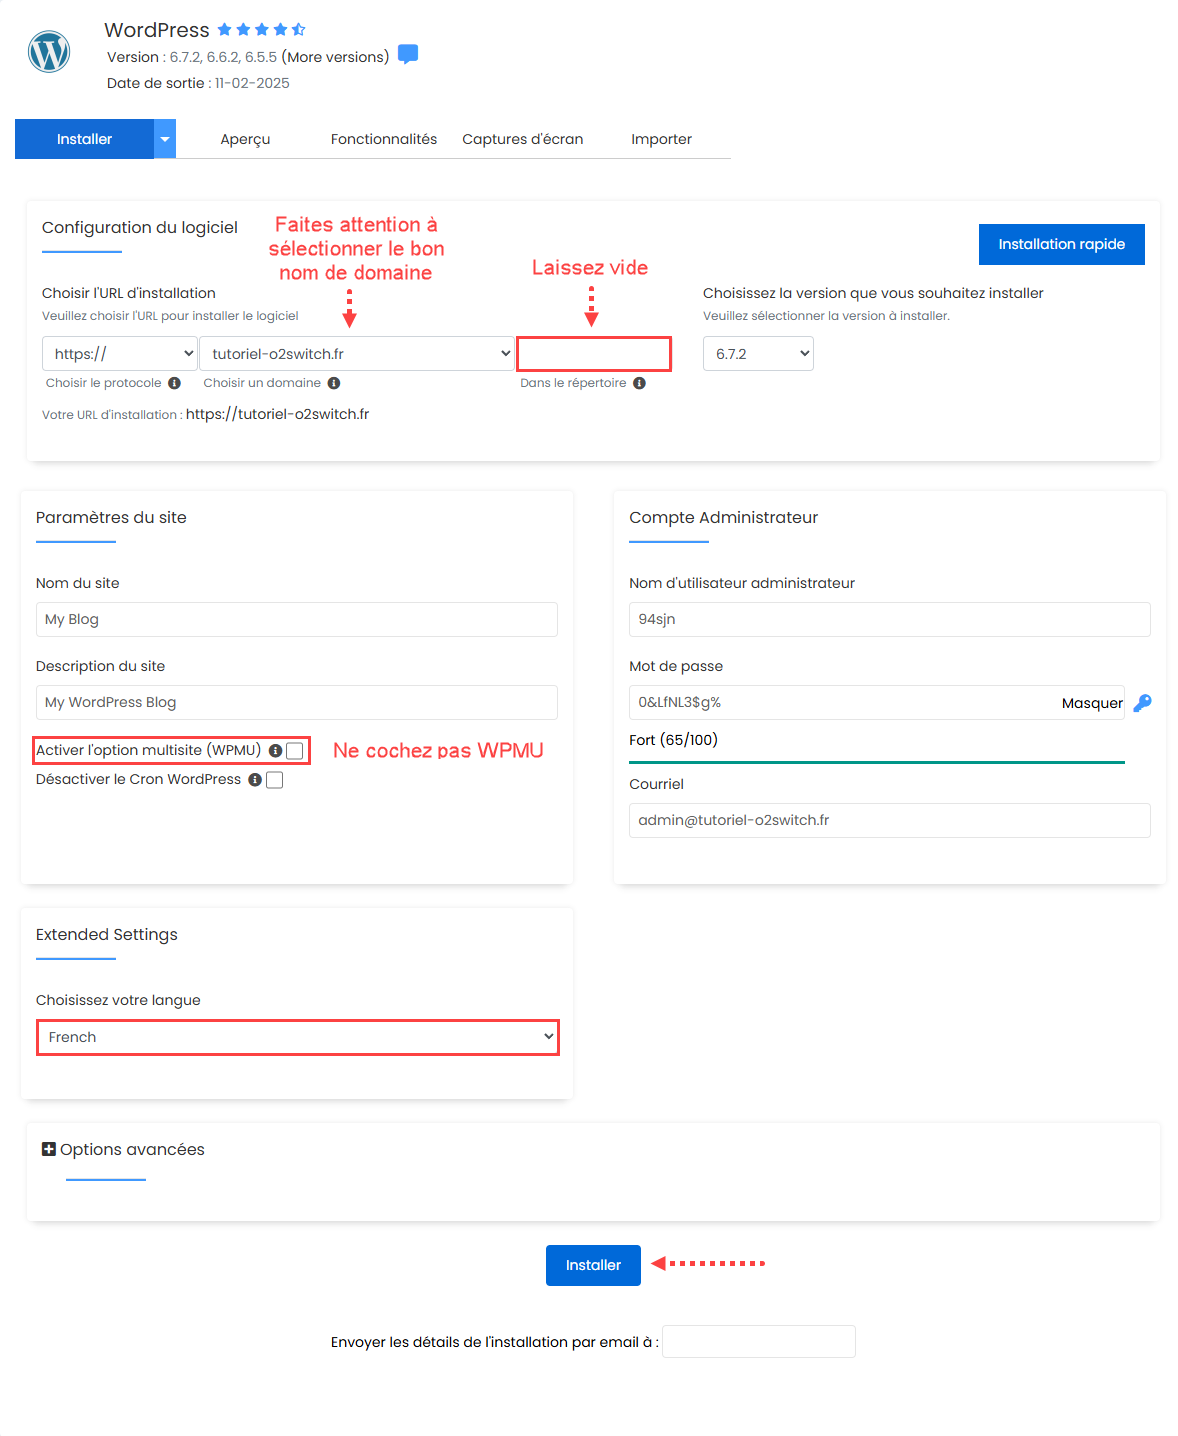 WordPress
Version : 6.7.2, 6.6.2, 6.5.5 (More versions)
Date de sortie : 11-02-2025
Installer
Aperçu
Fonctionnalités
Captures d'écran
Importer
Configuration du logiciel
Faites attention à
sélectionner le bon
nom de domaine
Laissez vide
Installation rapide
Choisir l'URL d'installation
Veuillez choisir l'URL pour installer le logiciel
Choisissez la version que vous souhaitez installer
Veuillez sélectionner la version à installer.
https://
tutoriel-o2switch.fr
6.7.2
Choisir le protocole
Choisir un domaine
Dans le répertoire
Votre URL d'installation : https://tutoriel-o2switch.fr
Paramètres du site
Nom du site
My Blog
Description du site
My WordPress Blog
Activer l'option multisite (WPMU)
Ne cochez pas WPMU
Désactiver le Cron WordPress
Compte Administrateur
Nom d'utilisateur administrateur
94sjn
Mot de passe
0&LfNL3$g%
Masquer
Fort (65/100)
Courriel
admin@tutoriel-o2switch.fr
Extended Settings
Choisissez votre langue
French
Options avancées
Installer
Envoyer les détails de l'installation par email à :